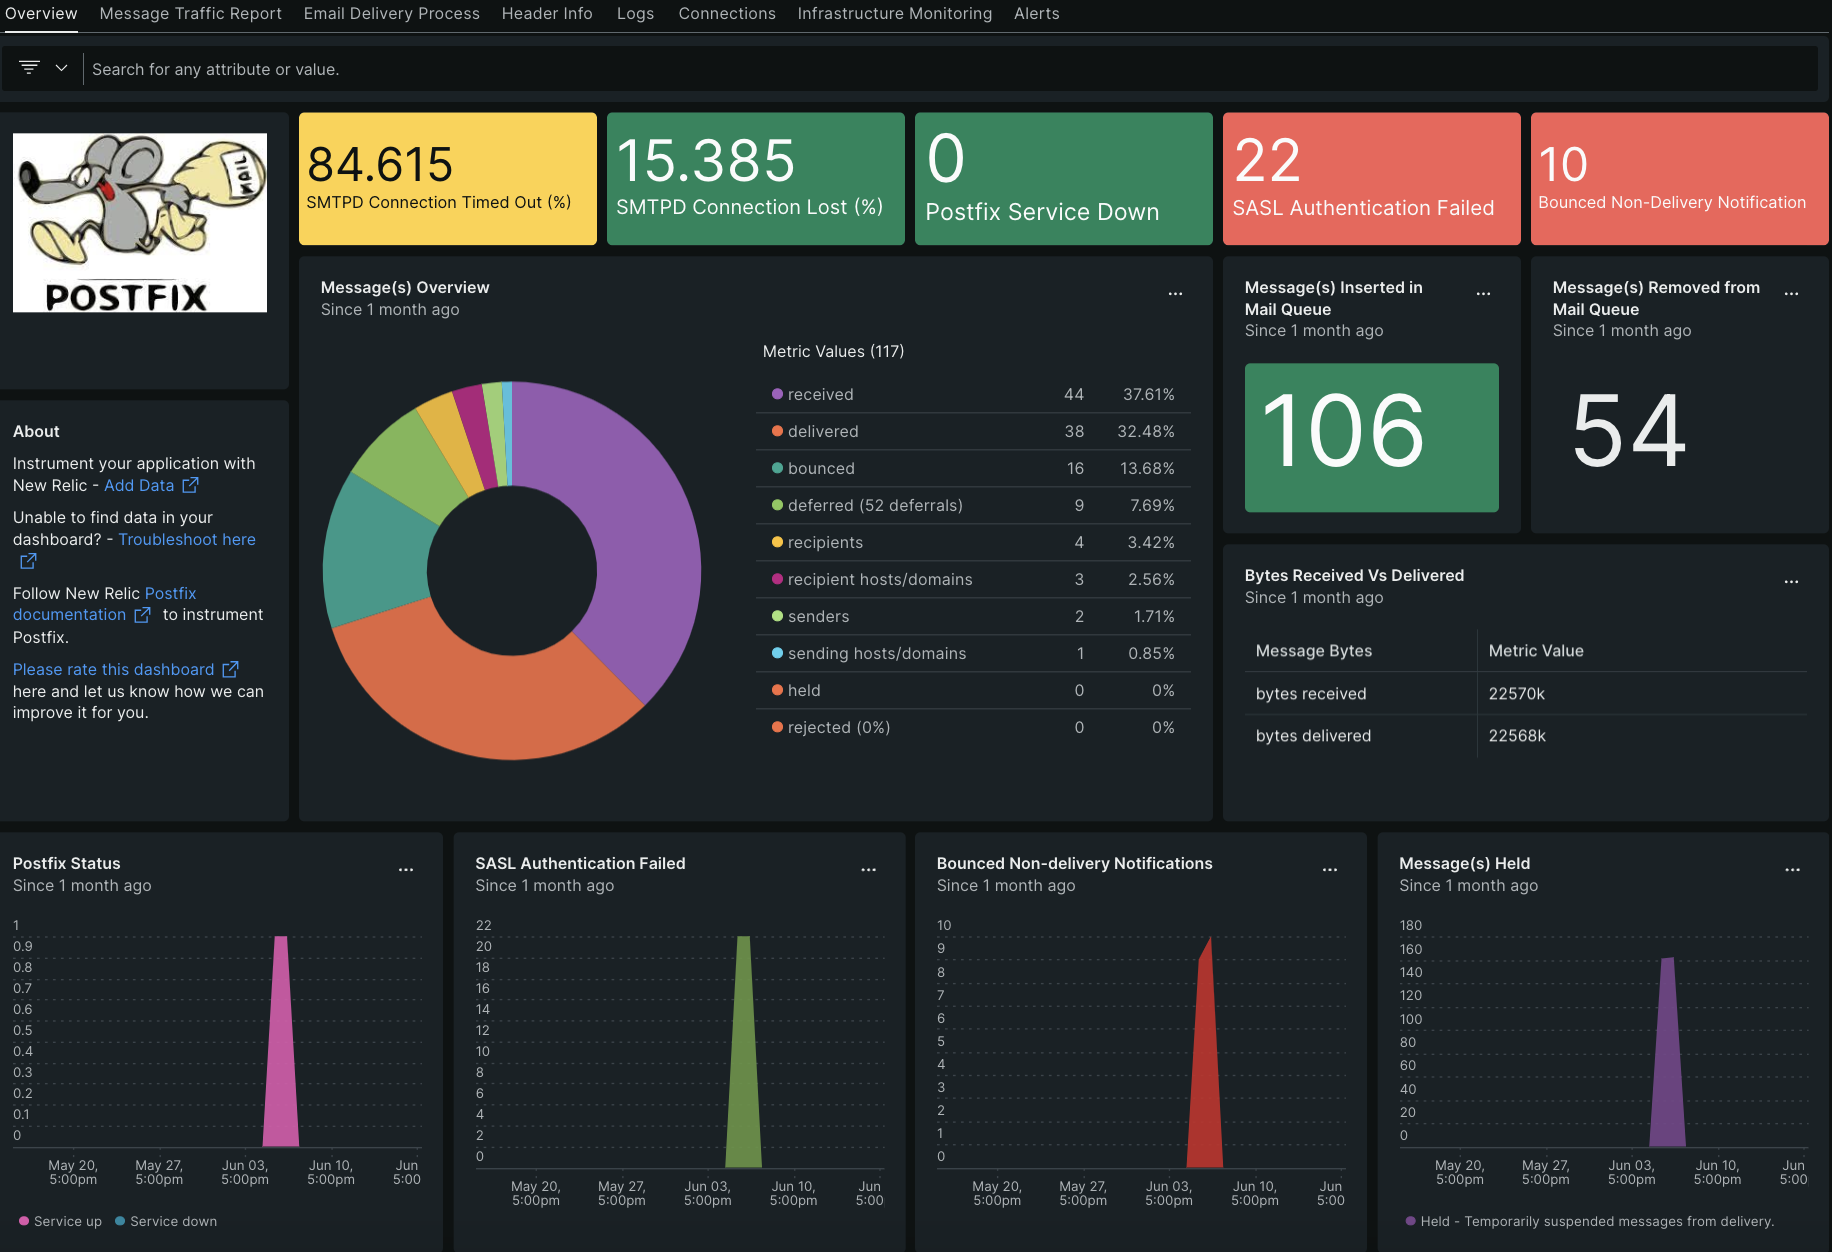 Overview Message Traffic Report Email Delivery Process Header Info Logs Connections Infrastructure Monitoring Alerts
Search for any attribute or value.
MAIL
POSTFIX
84.615
SMTPD Connection Timed Out (%)
15.385
SMTPD Connection Lost (%)
0
Postfix Service Down
22
SASL Authentication Failed
10
Bounced Non-Delivery Notification
About
Instrument your application with
New Relic - Add Data
Unable to find data in your
dashboard? - Troubleshoot here
Follow New Relic Postfix
documentation to instrument
Postfix.
Please rate this dashboard
here and let us know how we can
improve it for you.
Message(s) Overview
Since 1 month ago
...
Metric Values (117)
received 44 37.61%
delivered 38 32.48%
bounced 16 13.68%
deferred (52 deferrals) 9 7.69%
recipients 4 3.42%
recipient hosts/domains 3 2.56%
senders 2 1.71%
sending hosts/domains 1 0.85%
held 0 0%
rejected (0%) 0 0%
Message(s) Inserted in
Mail Queue
Since 1 month ago
...
106
Message(s) Removed from
Mail Queue
Since 1 month ago
...
54
Bytes Received Vs Delivered
Since 1 month ago
...
Message Bytes Metric Value
bytes received 22570k
bytes delivered 22568k
Postfix Status
Since 1 month ago
...
1
0.9
0.8
0.7
0.6
0.5
0.4
0.3
0.2
0.1
0
May 20, May 27, Jun 03, Jun 10, Jun
5:00pm 5:00pm 5:00pm 5:00pm 5:00
Service up Service down
SASL Authentication Failed
Since 1 month ago
...
22
20
18
16
14
12
10
8
6
4
2
0
May 20, May 27, Jun 03, Jun 10, Jun
5:00pm 5:00pm 5:00pm 5:00pm 5:00
Bounced Non-delivery Notifications
Since 1 month ago
...
10
9
8
7
6
5
4
3
2
1
0
May 20, May 27, Jun 03, Jun 10, Jun
5:00pm 5:00pm 5:00pm 5:00pm 5:00
Message(s) Held
Since 1 month ago
...
180
160
140
120
100
80
60
40
20
0
May 20, May 27, Jun 03, Jun 10, Jun
5:00pm 5:00pm 5:00pm 5:00pm 5:00
Held - Temporarily suspended messages from delivery.